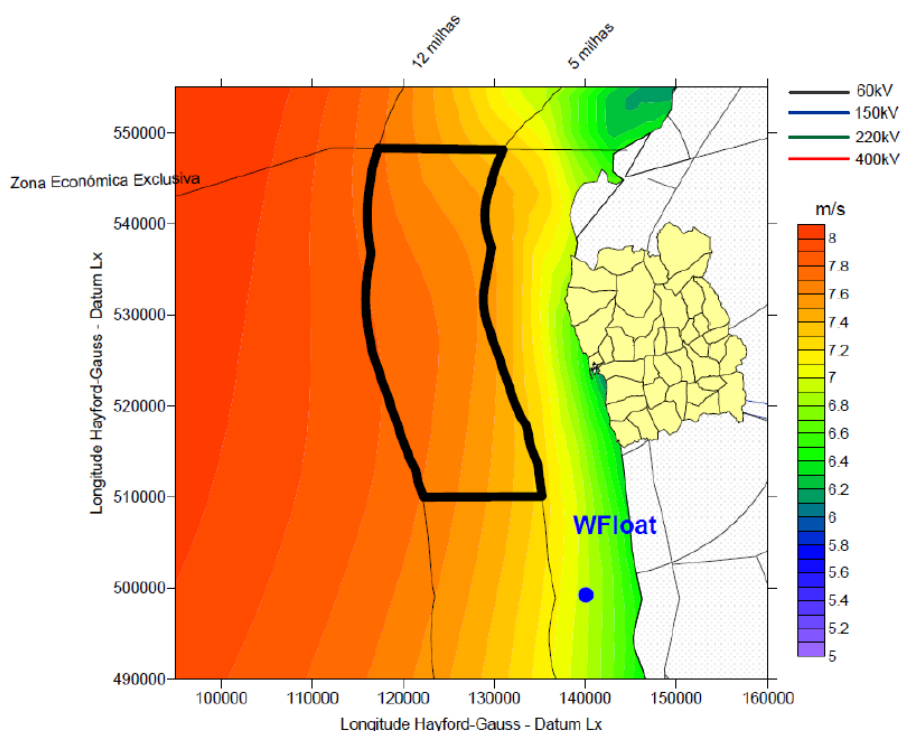 12 milhas
5 milhas
60kV
150kV
220kV
400kV
Zona Económica Exclusiva
550000
540000
530000
520000
510000
500000
490000
Longitude Hayford-Gauss - Datum Lx
WFloat
m/s
8
7.8
7.6
7.4
7.2
7
6.8
6.6
6.4
6.2
6
5.8
5.6
5.4
5.2
5
100000
110000
120000
130000
140000
150000
160000
Longitude Hayford-Gauss - Datum Lx